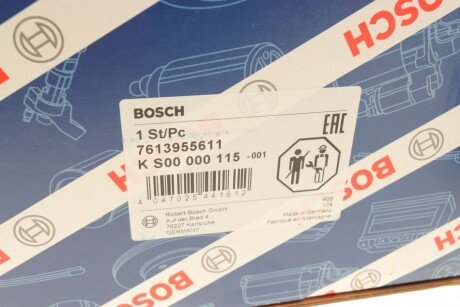 BOSCH
BOSCH
BOSCH
BOSCH
1 St/Pc
7613955611
K S00 000 115 -001
EAC
4 047025 441612
Robert Bosch GmbH
Auf der Breit 4
76227 Karlsruhe
GERMANY
Made in Germany
Fabriqué en Allemagne
BOSCH